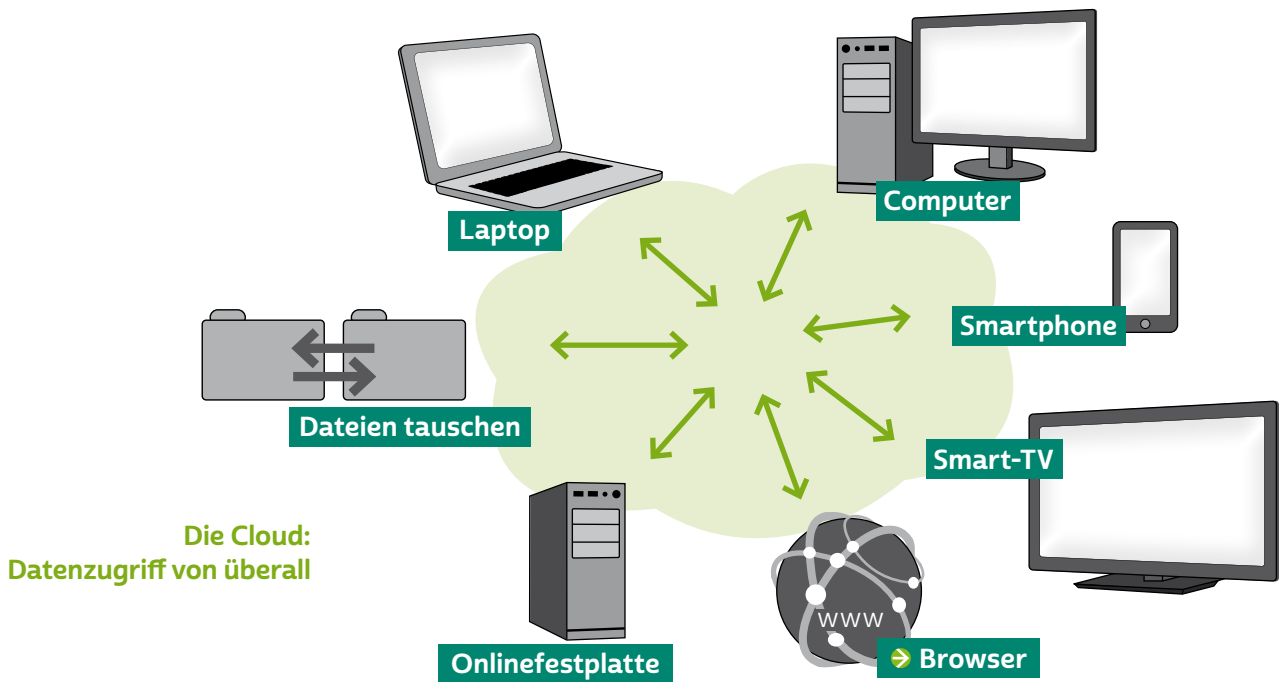 Computer
Laptop
Smartphone
Dateien tauschen
Smart-TV
Die Cloud:
Datenzugriff von überall
www
Onlinefestplatte
Browser